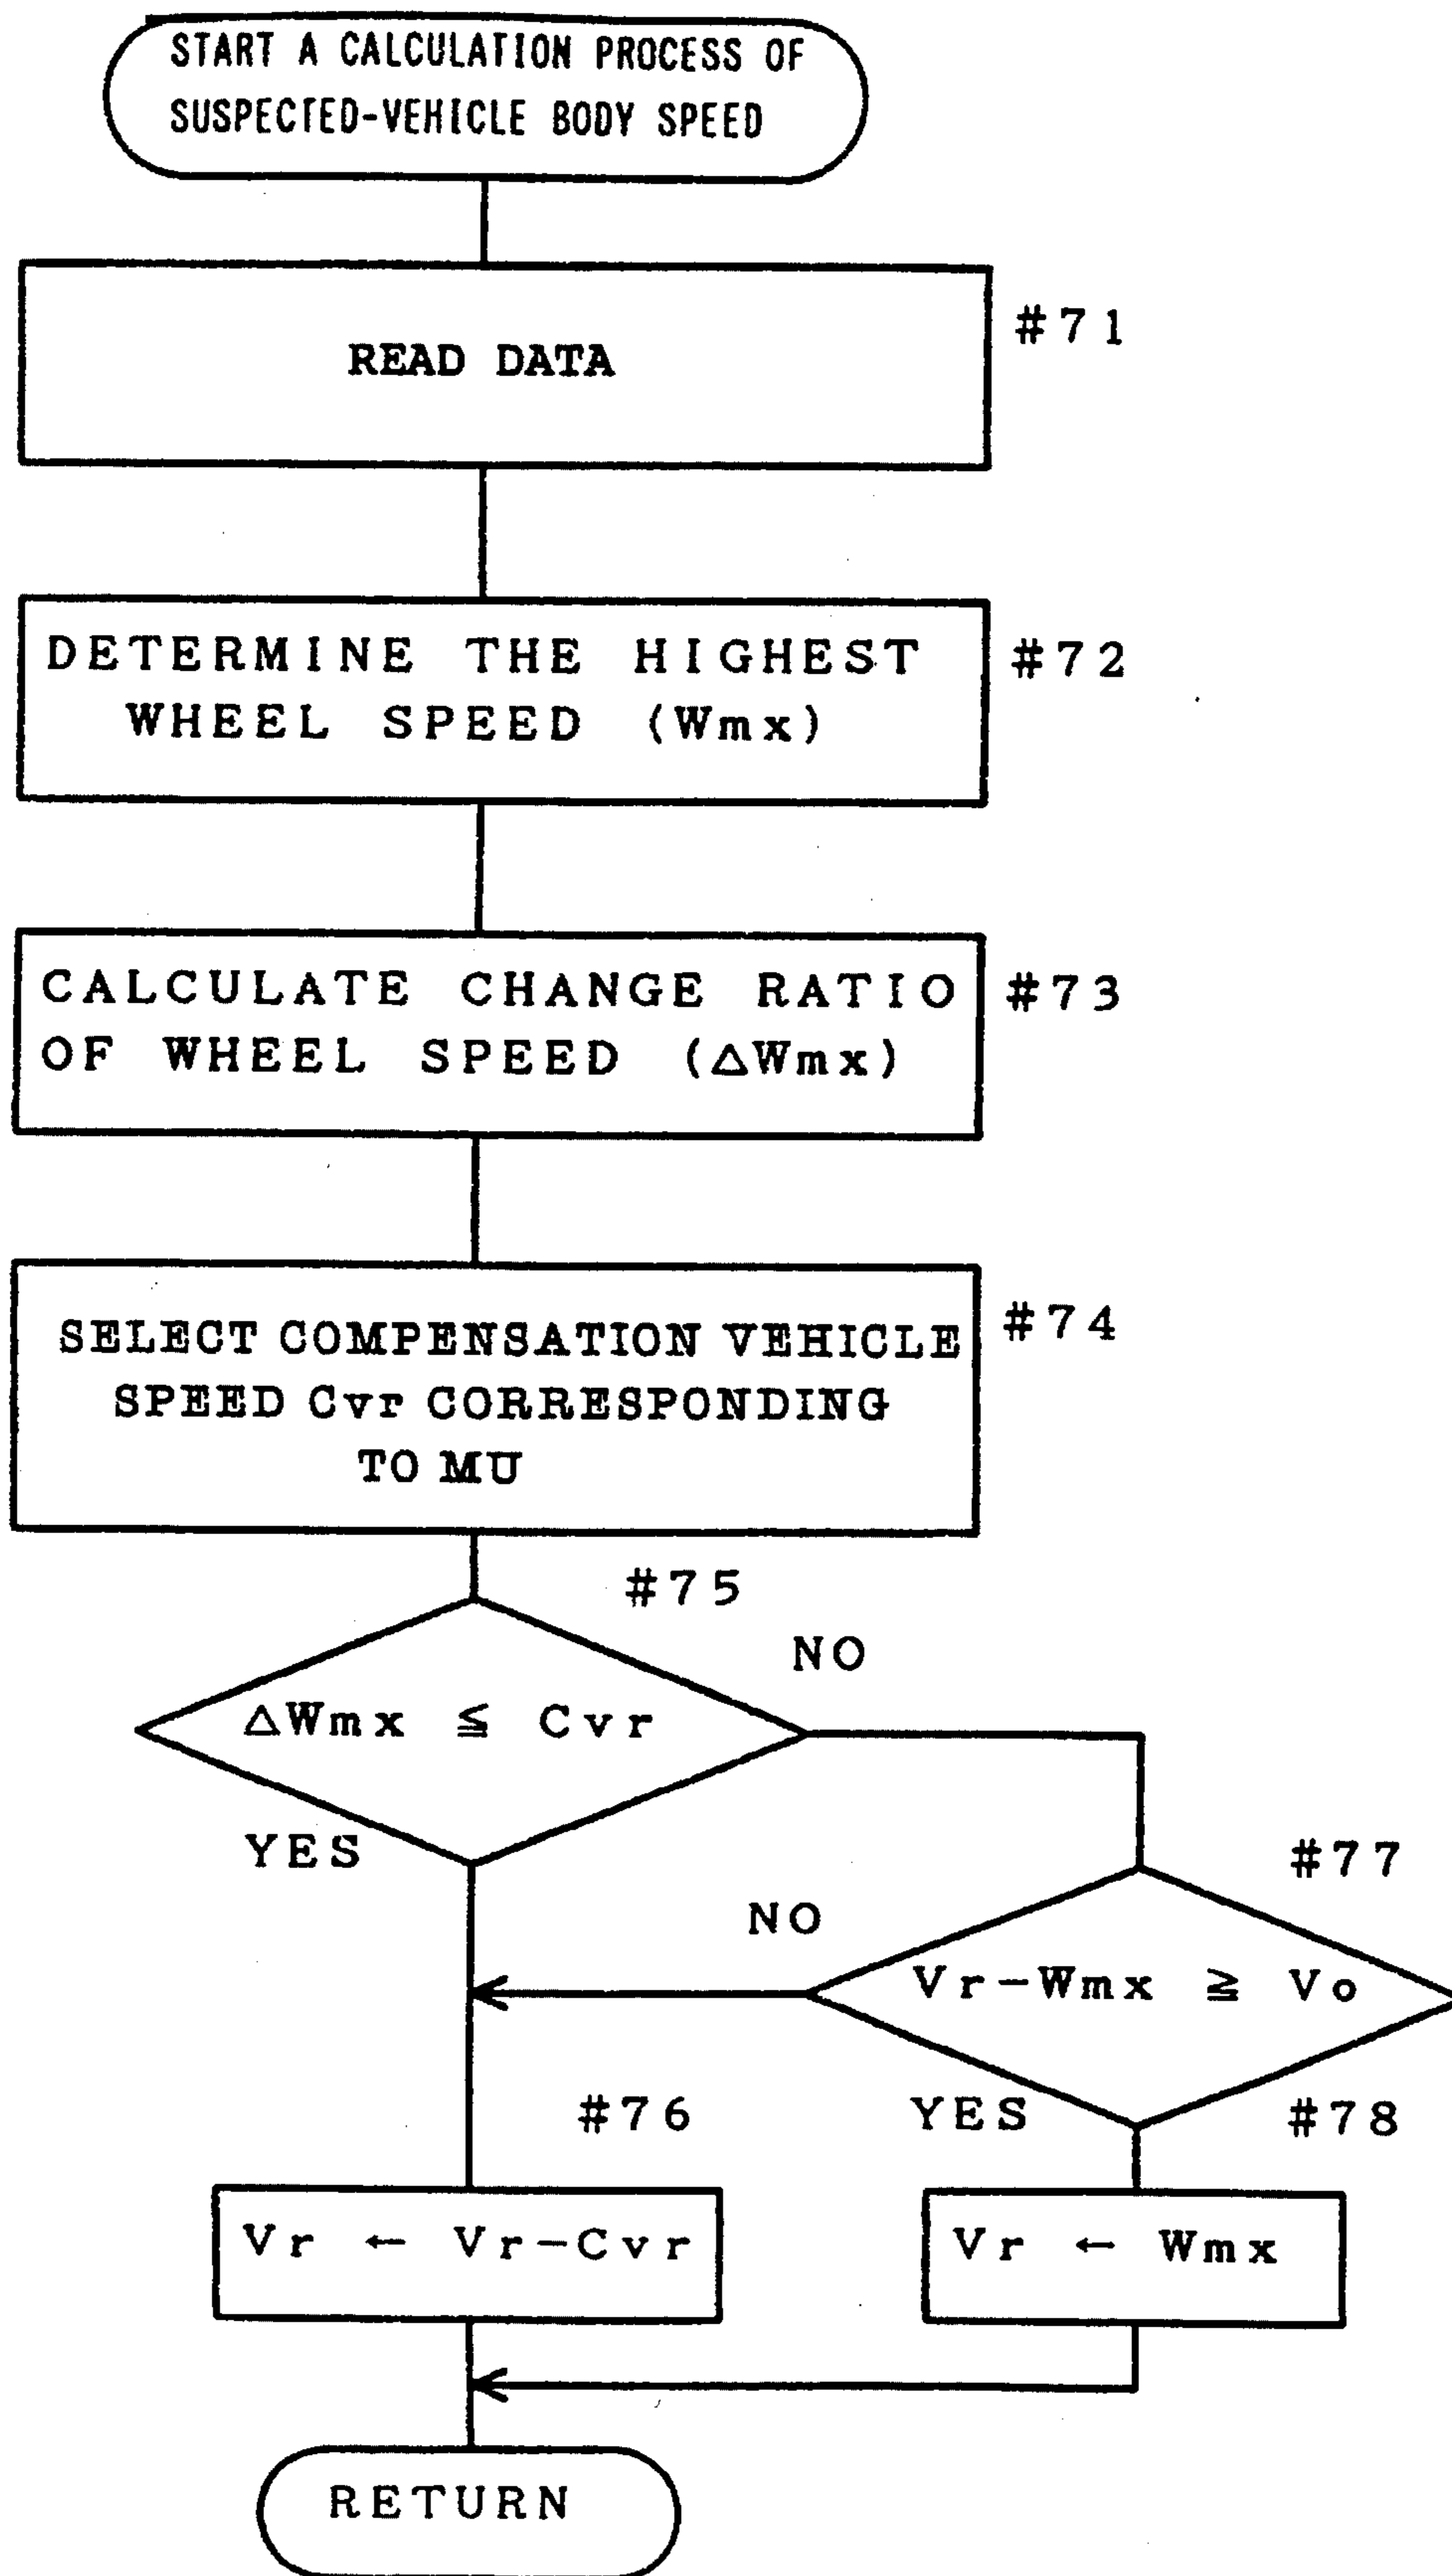 START A CALCULATION PROCESS OF
SUSPECTED-VEHICLE BODY SPEED
READ DATA
#71
DETERMINE THE HIGHEST
WHEEL SPEED (Wmx)
#72
CALCULATE CHANGE RATIO
OF WHEEL SPEED (△Wmx)
#73
SELECT COMPENSATION VEHICLE
SPEED Cvr CORRESPONDING
TO MU
#74
#75
NO
△Wmx ≦ Cvr
YES
#77
NO
Vr-Wmx ≧ Vo
YES
#76
#78
Vr ← Vr-Cvr
Vr ← Wmx
RETURN